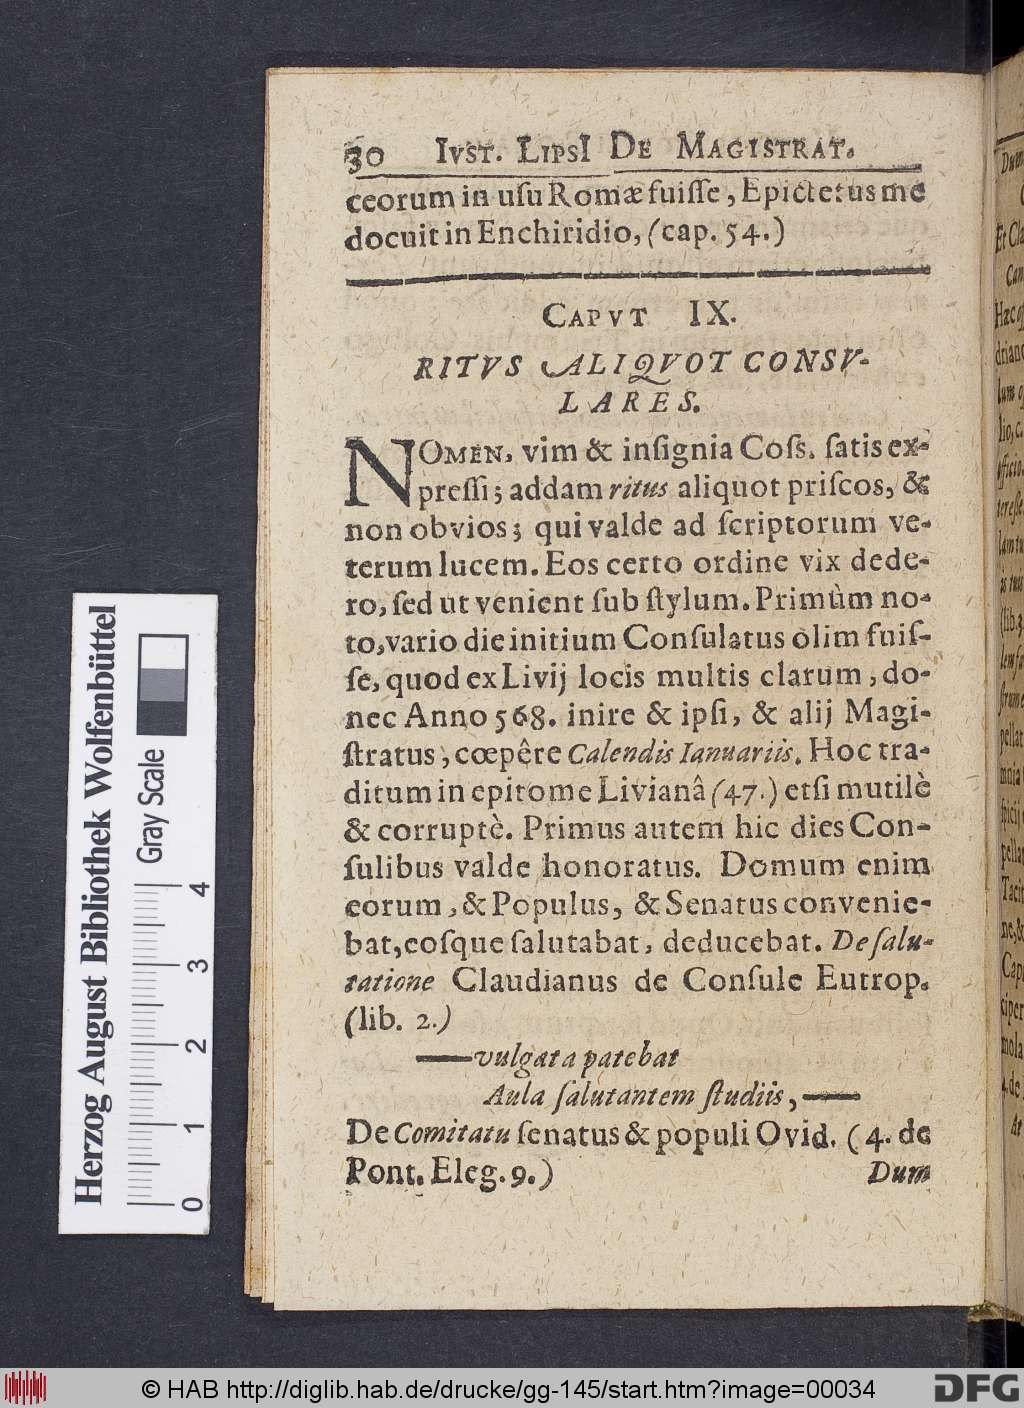 30 IVST. LIPSI DE MAGISTRAT.
ceorum in uſu Romæ fuiſſe, Epictetus me
docuit in Enchiridio, (cap. 54.)
CAPVT IX.
RITVS ALIQVOT CONSV-
LARES.
NOMEN, vim & inſignia Coſs. ſatis ex-
preſſi; addam ritus aliquot priſcos, &
non obvios; qui valde ad ſcriptorum ve-
terum lucem. Eos certo ordine vix dede-
ro, ſed ut venient ſub ſtylum. Primùm no-
to, vario die initium Conſulatus olim fuiſ-
ſe, quod ex Livij locis multis clarum, do-
nec Anno 568. inire & ipſi, & alij Magi-
ſtratus, cœpêre Calendis Ianuariis. Hoc tra-
ditum in epitome Livianâ (47.) etſi mutilè
& corruptè. Primus autem hic dies Con-
ſulibus valde honoratus. Domum enim
eorum, & Populus, & Senatus convenie-
bat, eoſque ſalutabat, deducebat. De ſalu-
tatione Claudianus de Conſule Eutrop.
(lib. 2.)
—vulgata patebat
Aula ſalutantem ſtudiis,—
De Comitatu ſenatus & populi Ovid. (4. de
Pont. Eleg. 9.) Dum
Herzog August Bibliothek Wolfenbüttel
Gray Scale
0 1 2 3 4
© HAB http://diglib.hab.de/drucke/gg-145/start.htm?image=00034
DFG